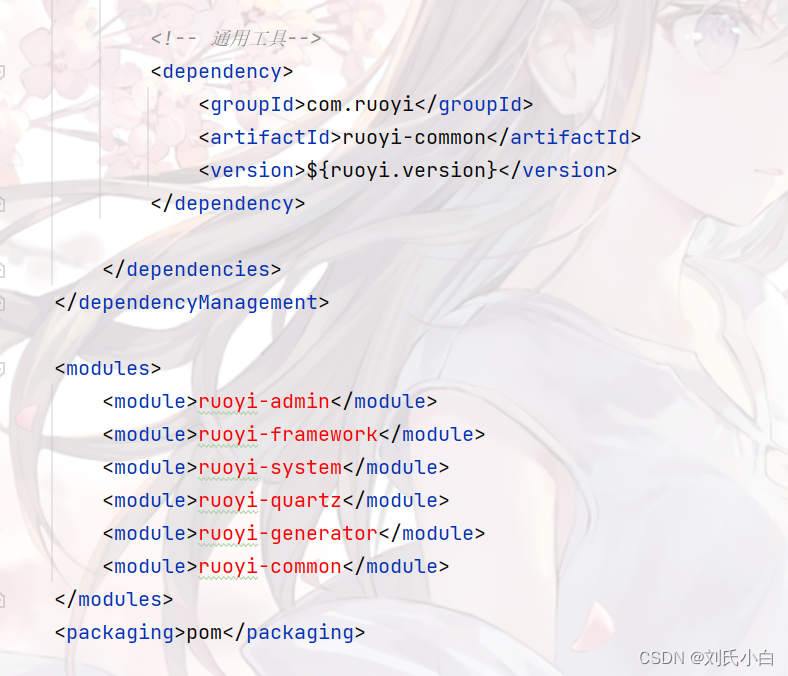 <!-- 通用工具-->
<dependency>
<groupId>com.ruoyi</groupId>
<artifactId>ruoyi-common</artifactId>
<version>${ruoyi.version}</version>
</dependency>
</dependencies>
</dependencyManagement>
<modules>
<module>ruoyi-admin</module>
<module>ruoyi-framework</module>
<module>ruoyi-system</module>
<module>ruoyi-quartz</module>
<module>ruoyi-generator</module>
<module>ruoyi-common</module>
</modules>
<packaging>pom</packaging>
CSDN @刘氏小白